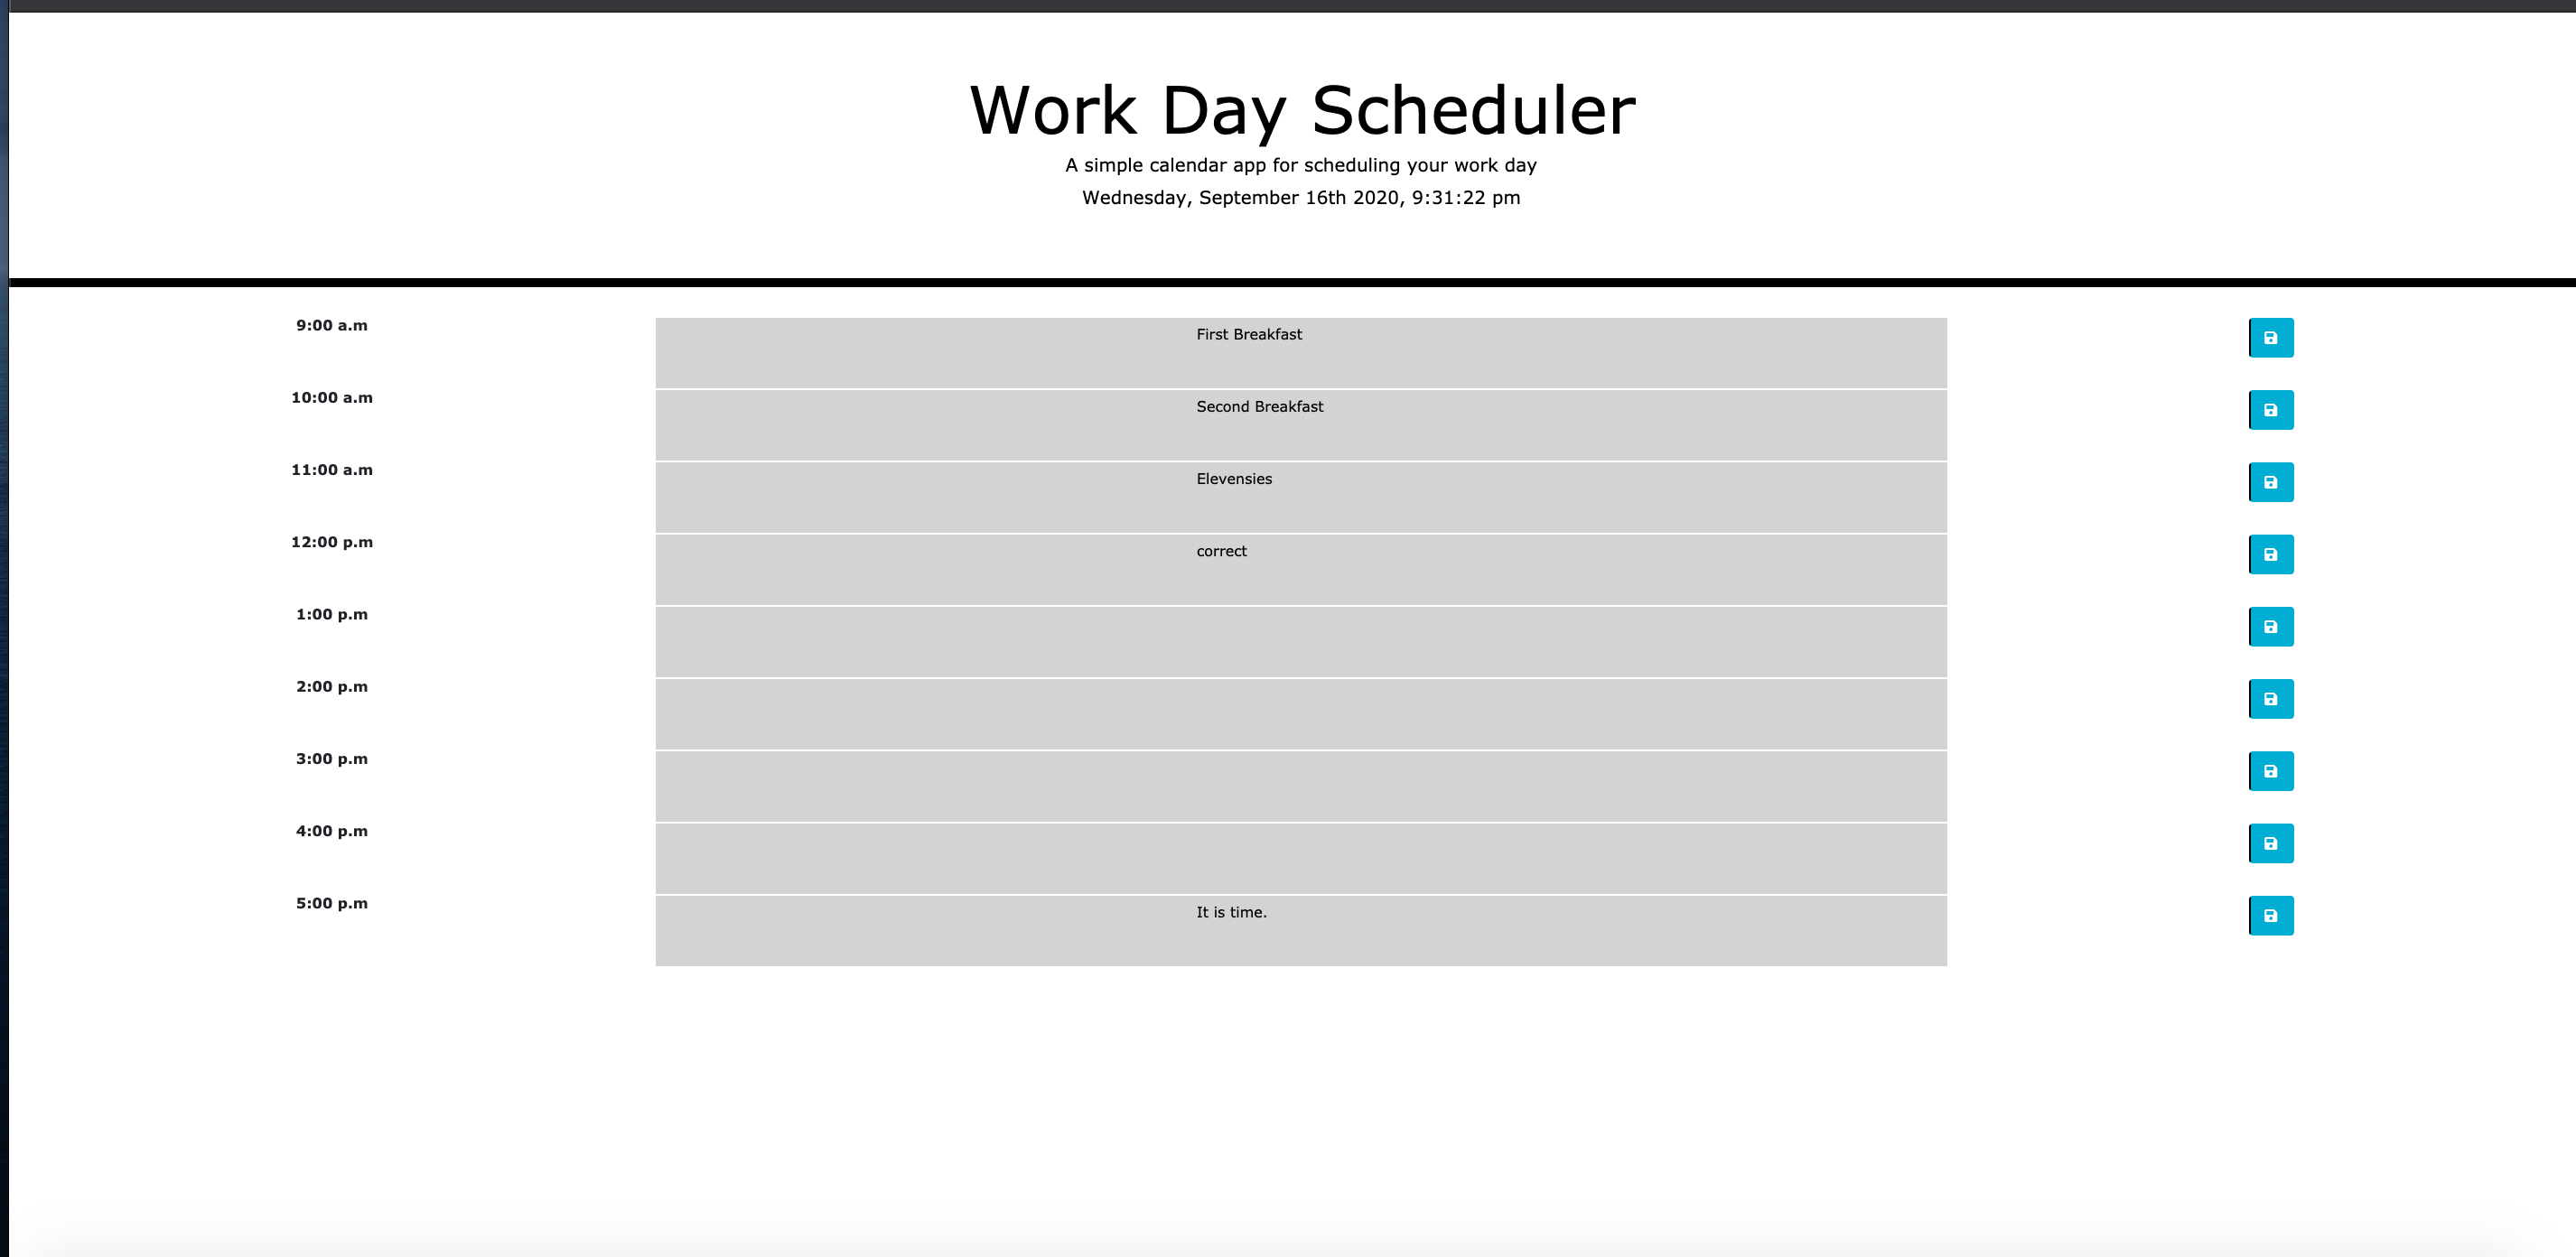 Work Day Scheduler
A simple calendar app for scheduling your work day
Wednesday, September 16th 2020, 9:31:22 pm
9:00 a.m First Breakfast
10:00 a.m Second Breakfast
11:00 a.m Elevensies
12:00 p.m correct
1:00 p.m
2:00 p.m
3:00 p.m
4:00 p.m
5:00 p.m It is time.